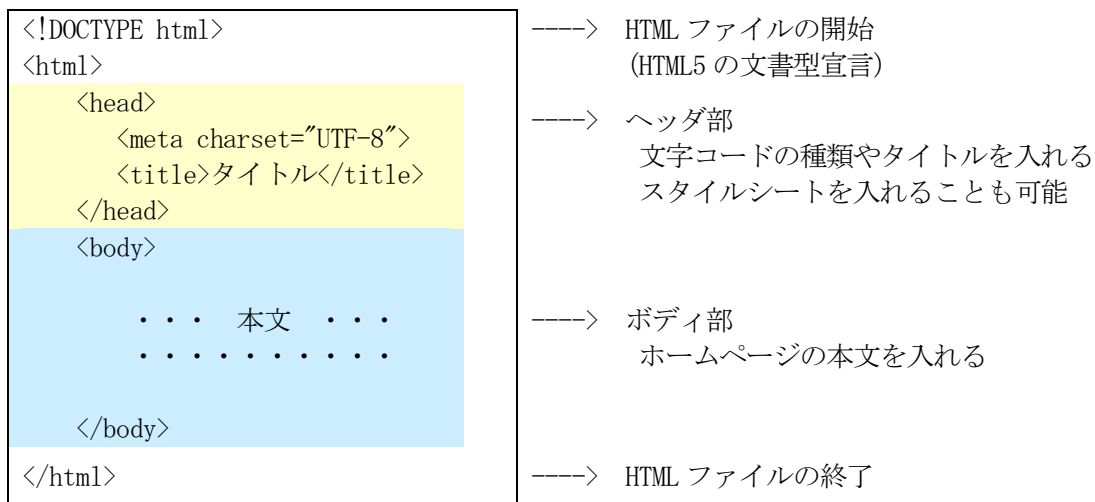 <!DOCTYPE html> ----> HTML ファイルの開始
<html> (HTML5 の文書型宣言)
<head>
<meta charset="UTF-8"> ----> ヘッダ部
文字コードの種類やタイトルを入れる
<title>タイトル</title>
スタイルシートを入れることも可能
</head>
<body>
・・・ 本文 ・・・ ----> ボディ部
・・・・・・・・・・ ホームページの本文を入れる
</body>
</html> ----> HTML ファイルの終了